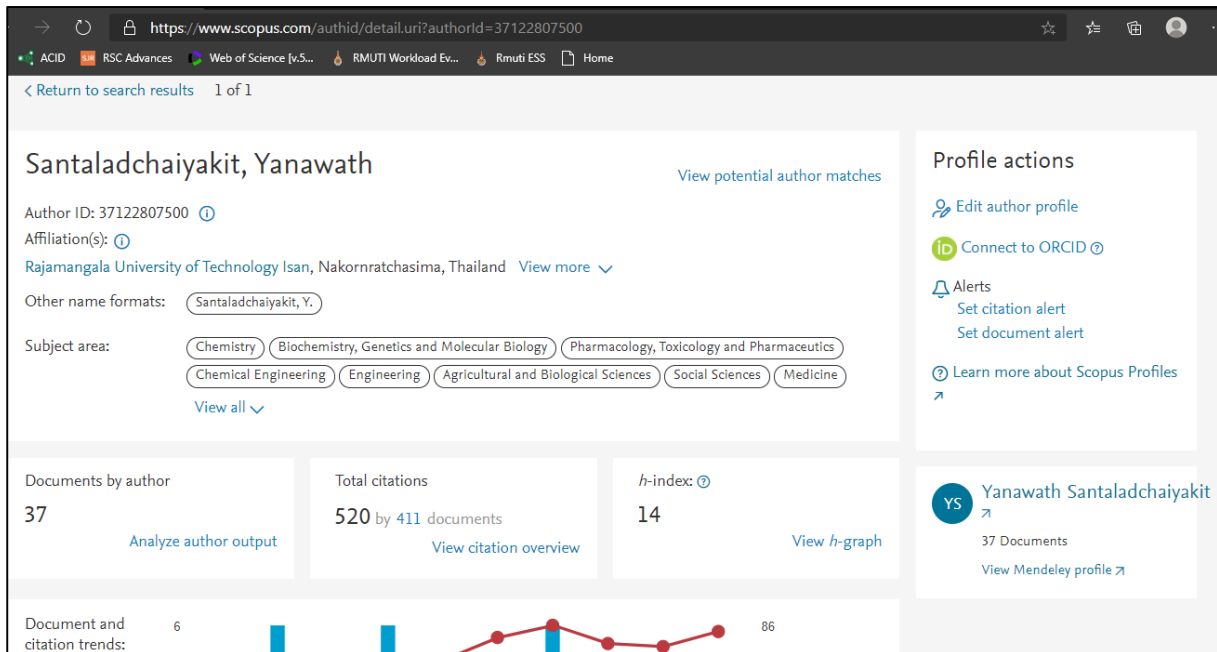 https://www.scopus.com/authid/detail.uri?authorId=37122807500
ACID SJR RSC Advances Web of Science [v.5... RMUTI Workload Ev... Rmuti ESS Home
Return to search results 1 of 1
Santaladchaiyakit, Yanawath
View potential author matches
Author ID: 37122807500
Affiliation(s):
Rajamangala University of Technology Isan, Nakornratchasima, Thailand View more
Other name formats: Santaladchaiyakit, Y.
Subject area: Chemistry Biochemistry, Genetics and Molecular Biology Pharmacology, Toxicology and Pharmaceutics
Chemical Engineering Engineering Agricultural and Biological Sciences Social Sciences Medicine
View all
Profile actions
Edit author profile
iD Connect to ORCID
Alerts
Set citation alert
Set document alert
Learn more about Scopus Profiles
Documents by author
37
Analyze author output
Total citations
520 by 411 documents
View citation overview
h-index:
14
View h-graph
YS Yanawath Santaladchaiyakit
37 Documents
View Mendeley profile
Document and
citation trends:
6
86